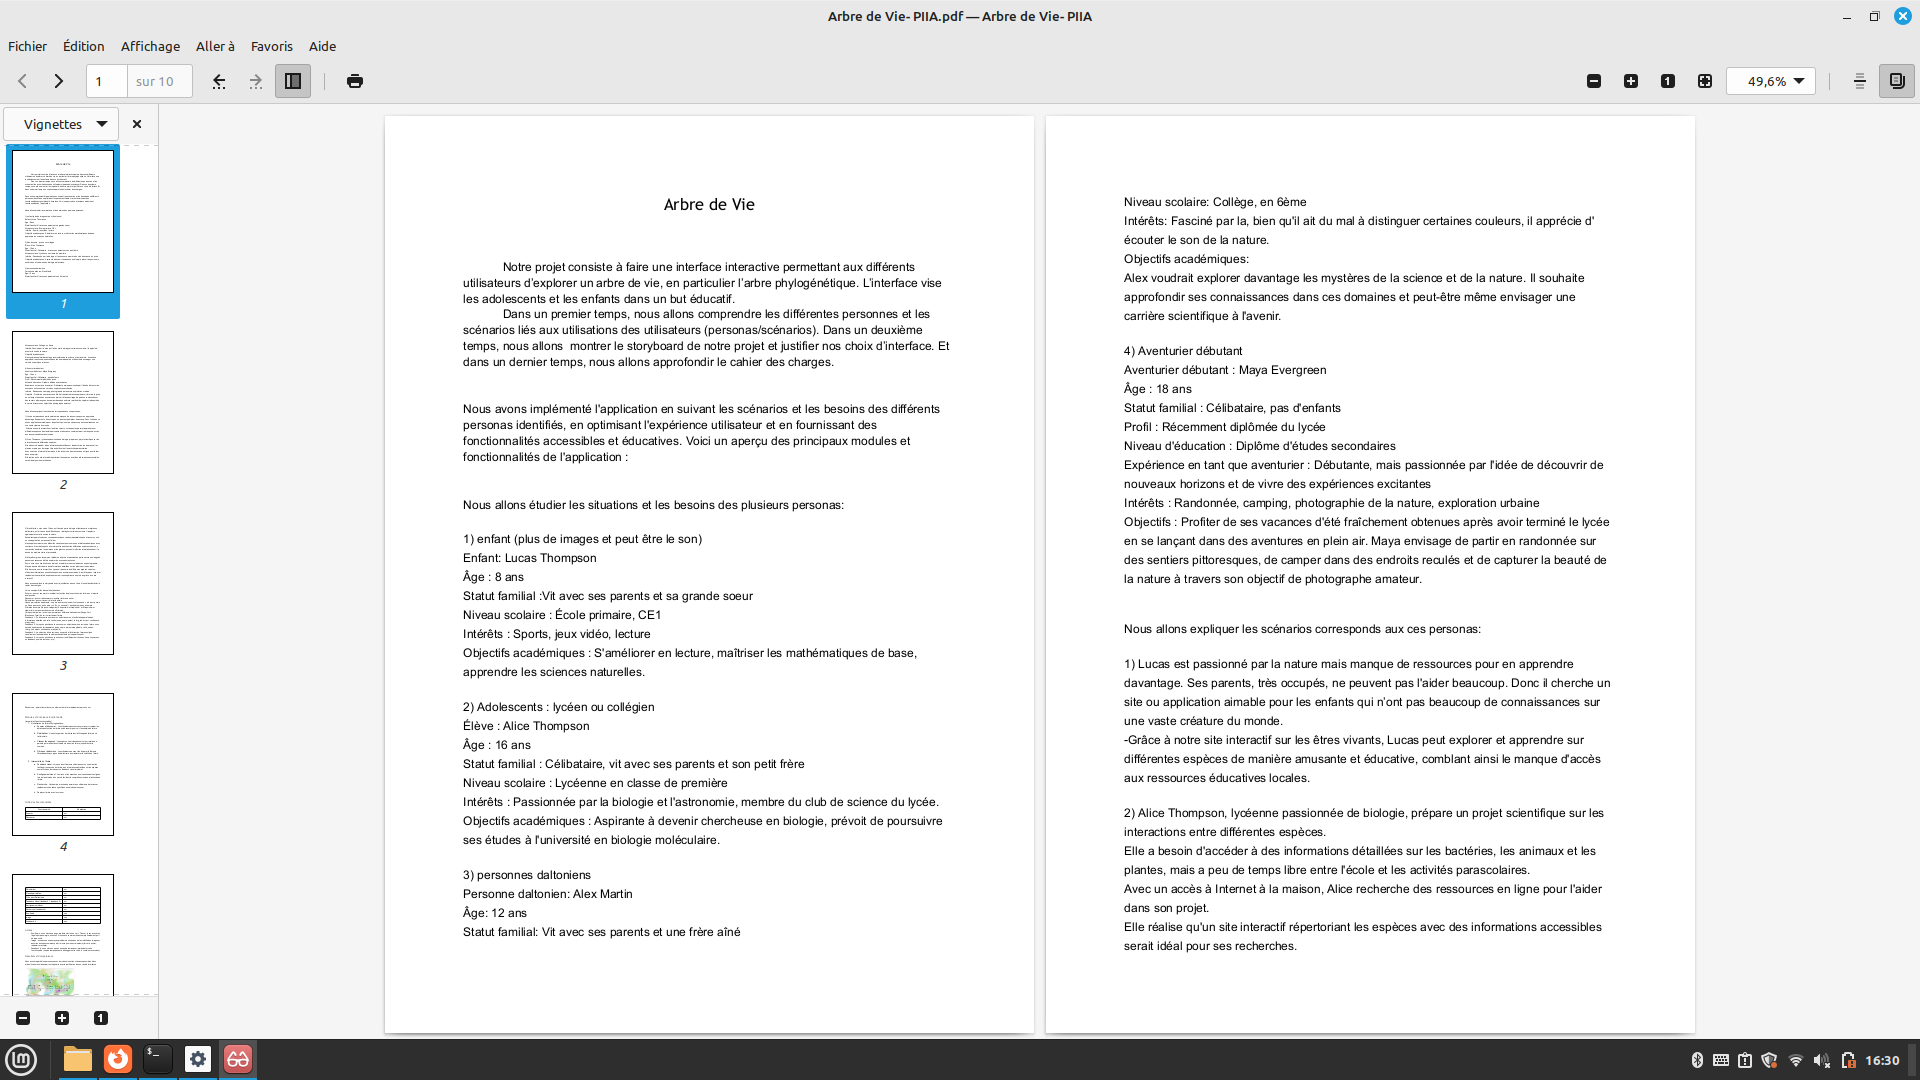 Arbre de Vie- PIIA.pdf — Arbre de Vie- PIIA
Fichier Édition Affichage Aller à Favoris Aide
1 sur 10
49,6%
Vignettes
1
2
3
4
Arbre de Vie
Notre projet consiste à faire une interface interactive permettant aux différents
utilisateurs d'explorer un arbre de vie, en particulier l'arbre phylogénétique. L'interface vise
les adolescents et les enfants dans un but éducatif.
Dans un premier temps, nous allons comprendre les différentes personnes et les
scénarios liés aux utilisations des utilisateurs (personas/scénarios). Dans un deuxième
temps, nous allons  montrer le storyboard de notre projet et justifier nos choix d'interface. Et
dans un dernier temps, nous allons approfondir le cahier des charges.
Nous avons implémenté l'application en suivant les scénarios et les besoins des différents
personas identifiés, en optimisant l'expérience utilisateur et en fournissant des
fonctionnalités accessibles et éducatives. Voici un aperçu des principaux modules et
fonctionnalités de l'application :
Nous allons étudier les situations et les besoins des plusieurs personas:
1) enfant (plus de images et peut être le son)
Enfant: Lucas Thompson
Âge : 8 ans
Statut familial :Vit avec ses parents et sa grande soeur
Niveau scolaire : École primaire, CE1
Intérêts : Sports, jeux vidéo, lecture
Objectifs académiques : S'améliorer en lecture, maîtriser les mathématiques de base,
apprendre les sciences naturelles.
2) Adolescents : lycéen ou collégien
Élève : Alice Thompson
Âge : 16 ans
Statut familial : Célibataire, vit avec ses parents et son petit frère
Niveau scolaire : Lycéenne en classe de première
Intérêts : Passionnée par la biologie et l'astronomie, membre du club de science du lycée.
Objectifs académiques : Aspirante à devenir chercheuse en biologie, prévoit de poursuivre
ses études à l'université en biologie moléculaire.
3) personnes daltoniens
Personne daltonien: Alex Martin
Âge: 12 ans
Statut familial: Vit avec ses parents et une frère aîné
Niveau scolaire: Collège, en 6ème
Intérêts: Fasciné par la, bien qu'il ait du mal à distinguer certaines couleurs, il apprécie d'
écouter le son de la nature.
Objectifs académiques:
Alex voudrait explorer davantage les mystères de la science et de la nature. Il souhaite
approfondir ses connaissances dans ces domaines et peut-être même envisager une
carrière scientifique à l'avenir.
4) Aventurier débutant
Aventurier débutant : Maya Evergreen
Âge : 18 ans
Statut familial : Célibataire, pas d'enfants
Profil : Récemment diplômée du lycée
Niveau d'éducation : Diplôme d'études secondaires
Expérience en tant que aventurier : Débutante, mais passionnée par l'idée de découvrir de
nouveaux horizons et de vivre des expériences excitantes
Intérêts : Randonnée, camping, photographie de la nature, exploration urbaine
Objectifs : Profiter de ses vacances d'été fraîchement obtenues après avoir terminé le lycée
en se lançant dans des aventures en plein air. Maya envisage de partir en randonnée sur
des sentiers pittoresques, de camper dans des endroits reculés et de capturer la beauté de
la nature à travers son objectif de photographe amateur.
Nous allons expliquer les scénarios corresponds aux ces personas:
1) Lucas est passionné par la nature mais manque de ressources pour en apprendre
davantage. Ses parents, très occupés, ne peuvent pas l'aider beaucoup. Donc il cherche un
site ou application aimable pour les enfants qui n'ont pas beaucoup de connaissances sur
une vaste créature du monde.
-Grâce à notre site interactif sur les êtres vivants, Lucas peut explorer et apprendre sur
différentes espèces de manière amusante et éducative, comblant ainsi le manque d'accès
aux ressources éducatives locales.
2) Alice Thompson, lycéenne passionnée de biologie, prépare un projet scientifique sur les
interactions entre différentes espèces.
Elle a besoin d'accéder à des informations détaillées sur les bactéries, les animaux et les
plantes, mais a peu de temps libre entre l'école et les activités parascolaires.
Avec un accès à Internet à la maison, Alice recherche des ressources en ligne pour l'aider
dans son projet.
Elle réalise qu'un site interactif répertoriant les espèces avec des informations accessibles
serait idéal pour ses recherches.
16:30